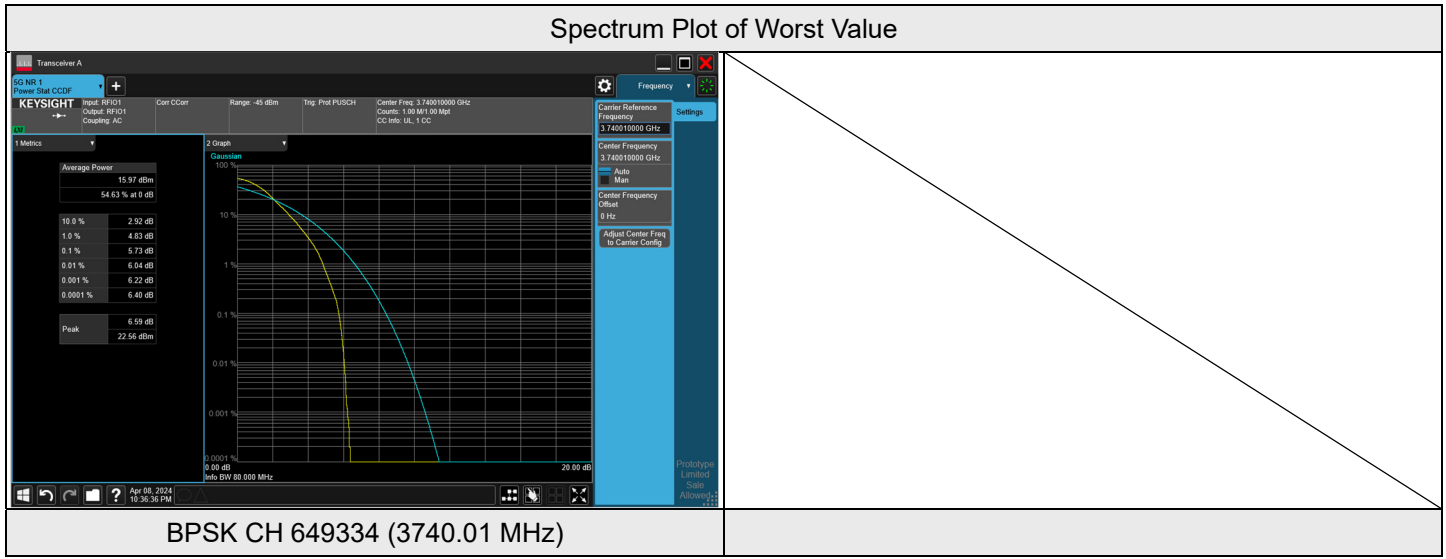 Spectrum Plot of Worst Value
Transceiver A
5G NR 1
Power Stat CCDF
Frequency
KEYSIGHT
Input: RFIO1
Output: RFIO1
Coupling: AC
Corr CCorr
Range: -45 dBm
Trig: Prot PUSCH
Center Freq: 3.740010000 GHz
Counts: 1.00 M/1.00 Mpt
CC Info: UL, 1 CC
LXI
1 Metrics
Average Power
15.97 dBm
54.63 % at 0 dB
10.0 % 2.92 dB
1.0 % 4.83 dB
0.1 % 5.73 dB
0.01 % 6.04 dB
0.001 % 6.22 dB
0.0001 % 6.40 dB
Peak
6.59 dB
22.56 dBm
2 Graph
Gaussian
100 %
10 %
1 %
0.1 %
0.01 %
0.001 %
0.0001 %
0.00 dB
20.00 dB
Info BW 80.000 MHz
Carrier Reference
Frequency
3.740010000 GHz
Center Frequency
3.740010000 GHz
Auto
Man
Center Frequency
Offset
0 Hz
Adjust Center Freq
to Carrier Config
Settings
Prototype
Limited
Sale
Allowed
Apr 08, 2024
10:36:36 PM
BPSK CH 649334 (3740.01 MHz)